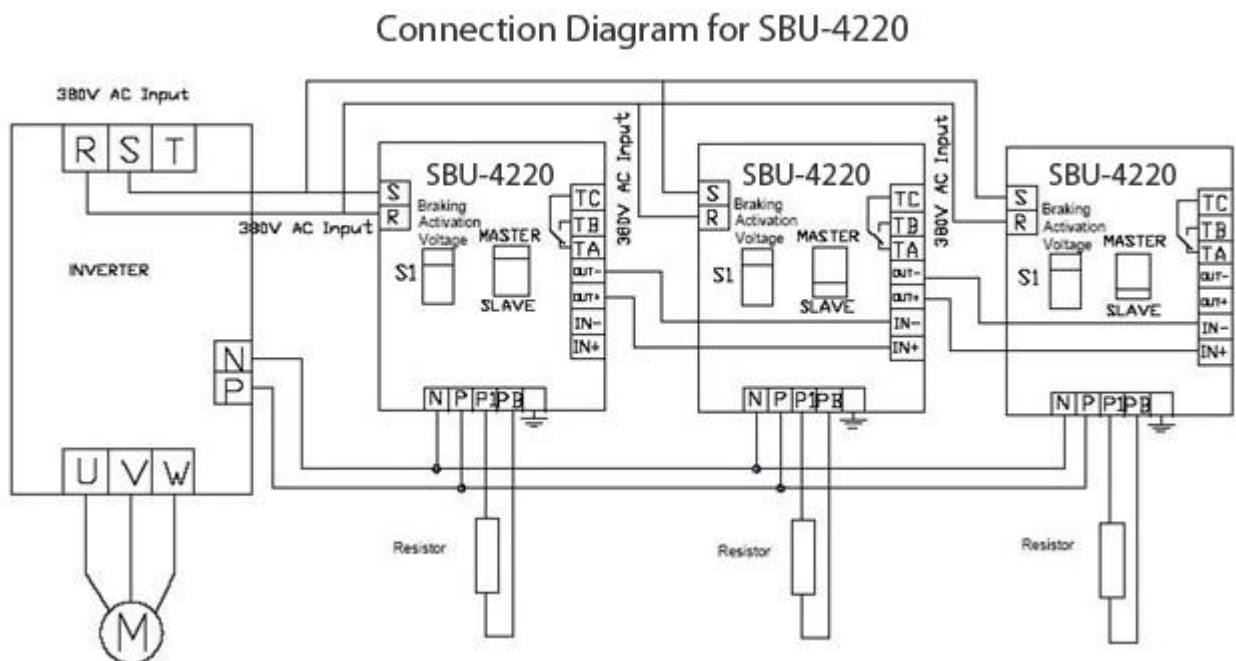 Connection Diagram for SBU-4220
380V AC Input
R S T
380V AC Input
INVERTER
N
P
U V W
M
SBU-4220
S
R
Braking
Activation
Voltage
S1
MASTER
SLAVE
TC
TB
TA
OUT-
OUT+
IN-
IN+
N P P1 PB
Resistor
380V AC Input
SBU-4220
S
R
Braking
Activation
Voltage
S1
MASTER
SLAVE
TC
TB
TA
OUT-
OUT+
IN-
IN+
N P P1 PB
Resistor
380V AC Input
SBU-4220
S
R
Braking
Activation
Voltage
S1
MASTER
SLAVE
TC
TB
TA
OUT-
OUT+
IN-
IN+
N P P1 PB
Resistor